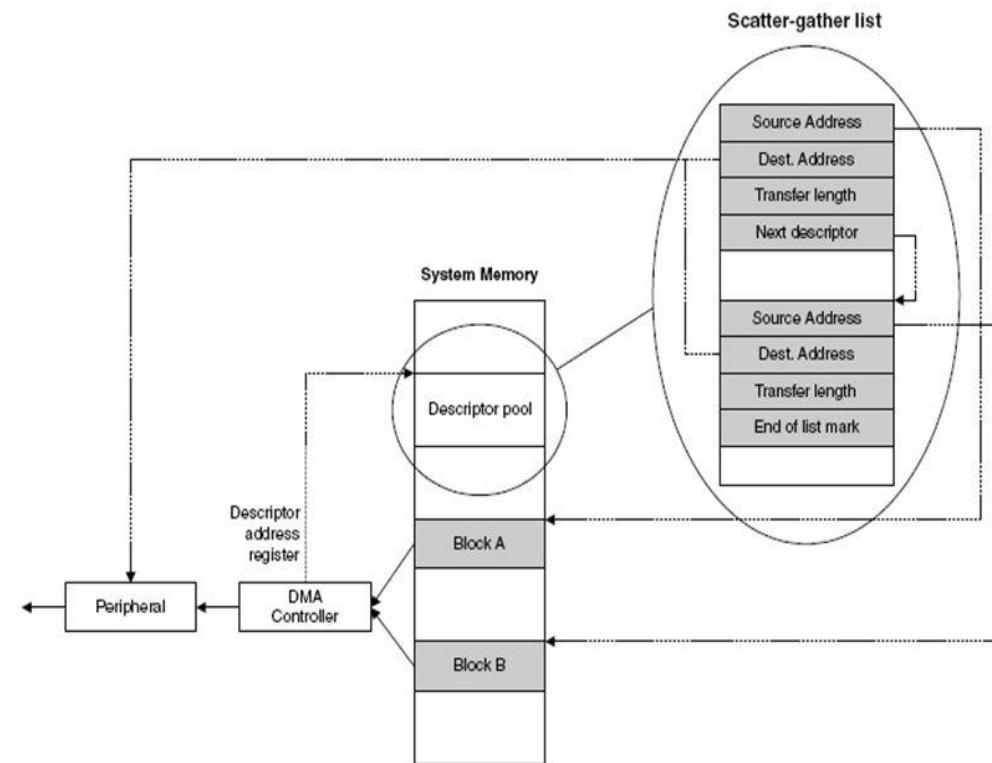 Scatter-gather list
Source Address
Dest. Address
Transfer length
Next descriptor
System Memory
Source Address
Dest. Address
Transfer length
End of list mark
Descriptor pool
Descriptor
address
register
Block A
Peripheral
DMA
Controller
Block B